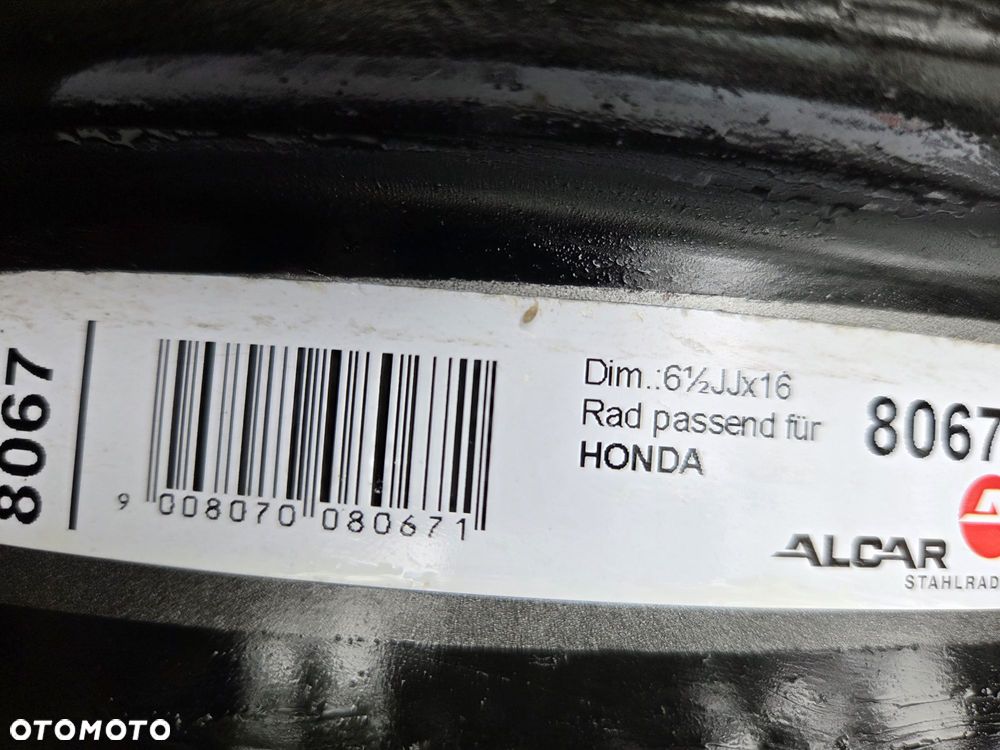 8067
9 008070 080671
Dim.:6½JJx16
Rad passend für
HONDA
8067
ALCAR
STAHLRAD
OTOMOTO